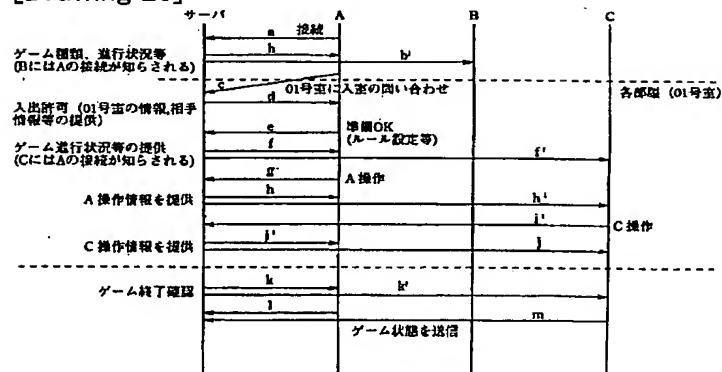 サーバ A B C
a 接続
h
ゲーム種類、進行状況等
(BにはAの接続が知らされる)
b'
c 01号室に入室の問い合わせ
各部屋(01号室)
d
入出許可(01号室の情報,相手
情報等の提供)
e 準備OK
(ルール設定等)
f
ゲーム進行状況等の提供
(CにはAの接続が知らされる)
f'
g A操作
h
A操作情報を提供 h'
i' C操作
j' j
C操作情報を提供
k
ゲーム終了確認 k'
l
m
ゲーム状態を送信